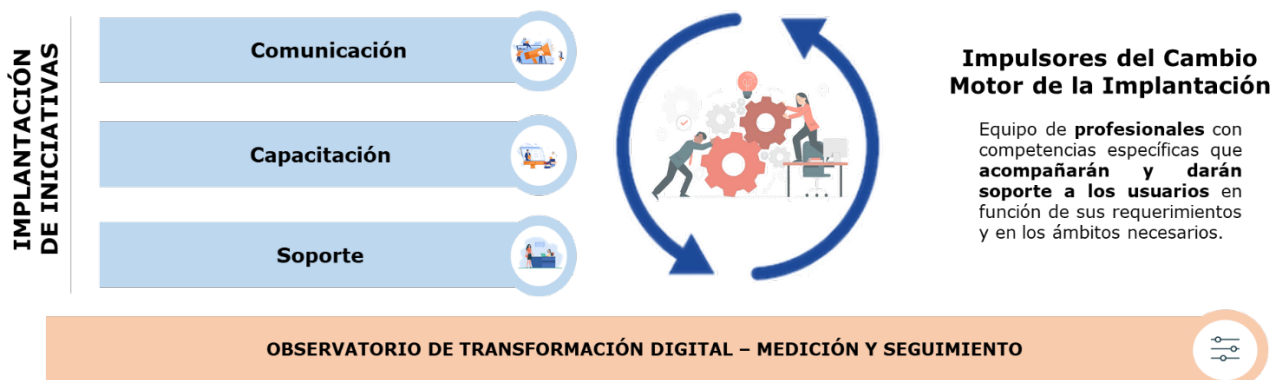 IMPLANTACIÓN
DE INICIATIVAS
Comunicación
Capacitación
Soporte
Impulsores del Cambio
Motor de la Implantación
Equipo de profesionales con
competencias específicas que
acompañarán y darán
soporte a los usuarios en
función de sus requerimientos
y en los ámbitos necesarios.
OBSERVATORIO DE TRANSFORMACIÓN DIGITAL – MEDICIÓN Y SEGUIMIENTO